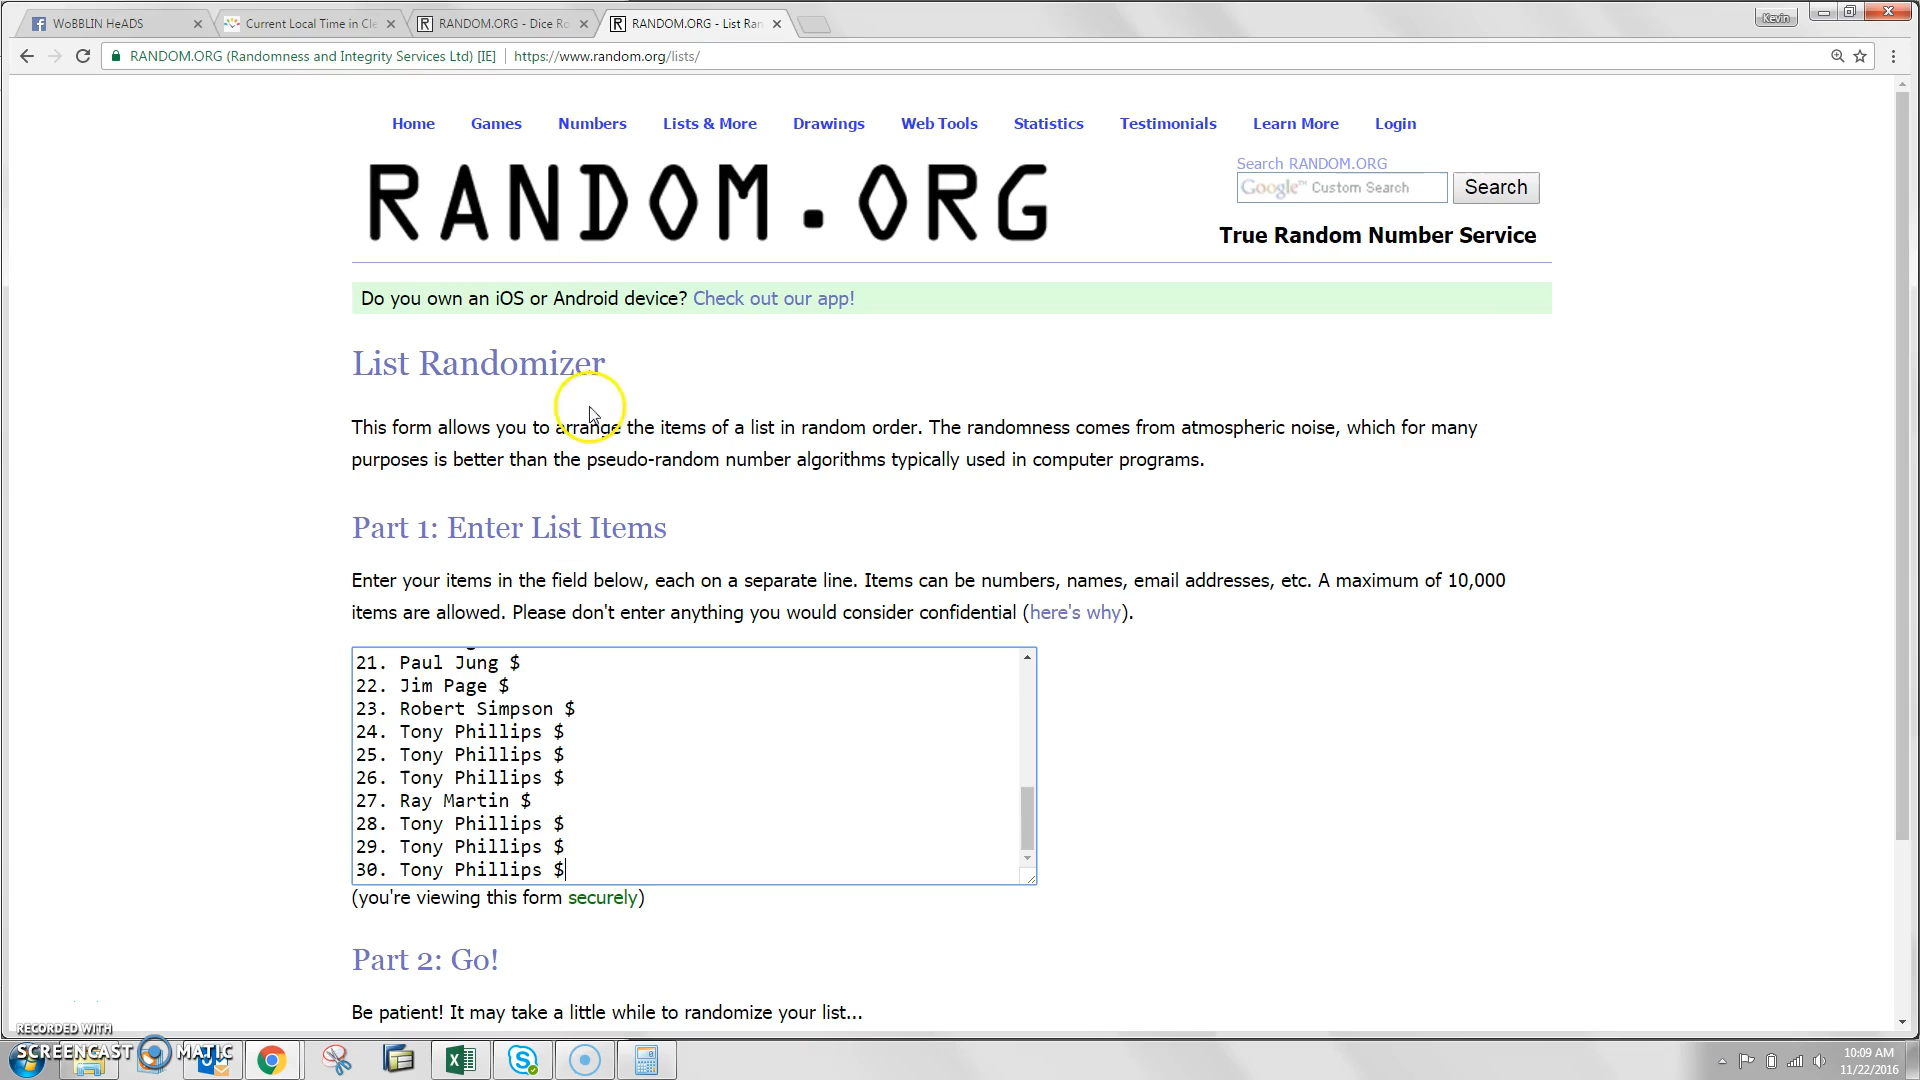 WoBBLIN HeADS
Current Local Time in Cle
RANDOM.ORG - Dice Ro
RANDOM.ORG - List Ran
Kevin
RANDOM.ORG (Randomness and Integrity Services Ltd) [IE]
https://www.random.org/lists/
Home Games Numbers Lists & More Drawings Web Tools Statistics Testimonials Learn More Login
RANDOM.ORG
Search RANDOM.ORG
Google™ Custom Search
Search
True Random Number Service
Do you own an iOS or Android device? Check out our app!
List Randomizer
This form allows you to arrange the items of a list in random order. The randomness comes from atmospheric noise, which for many
purposes is better than the pseudo-random number algorithms typically used in computer programs.
Part 1: Enter List Items
Enter your items in the field below, each on a separate line. Items can be numbers, names, email addresses, etc. A maximum of 10,000
items are allowed. Please don't enter anything you would consider confidential (here's why).
21. Paul Jung $
22. Jim Page $
23. Robert Simpson $
24. Tony Phillips $
25. Tony Phillips $
26. Tony Phillips $
27. Ray Martin $
28. Tony Phillips $
29. Tony Phillips $
30. Tony Phillips $
(you're viewing this form securely)
Part 2: Go!
Be patient! It may take a little while to randomize your list...
RECORDED WITH
SCREENCAST MATIC
10:09 AM
11/22/2016